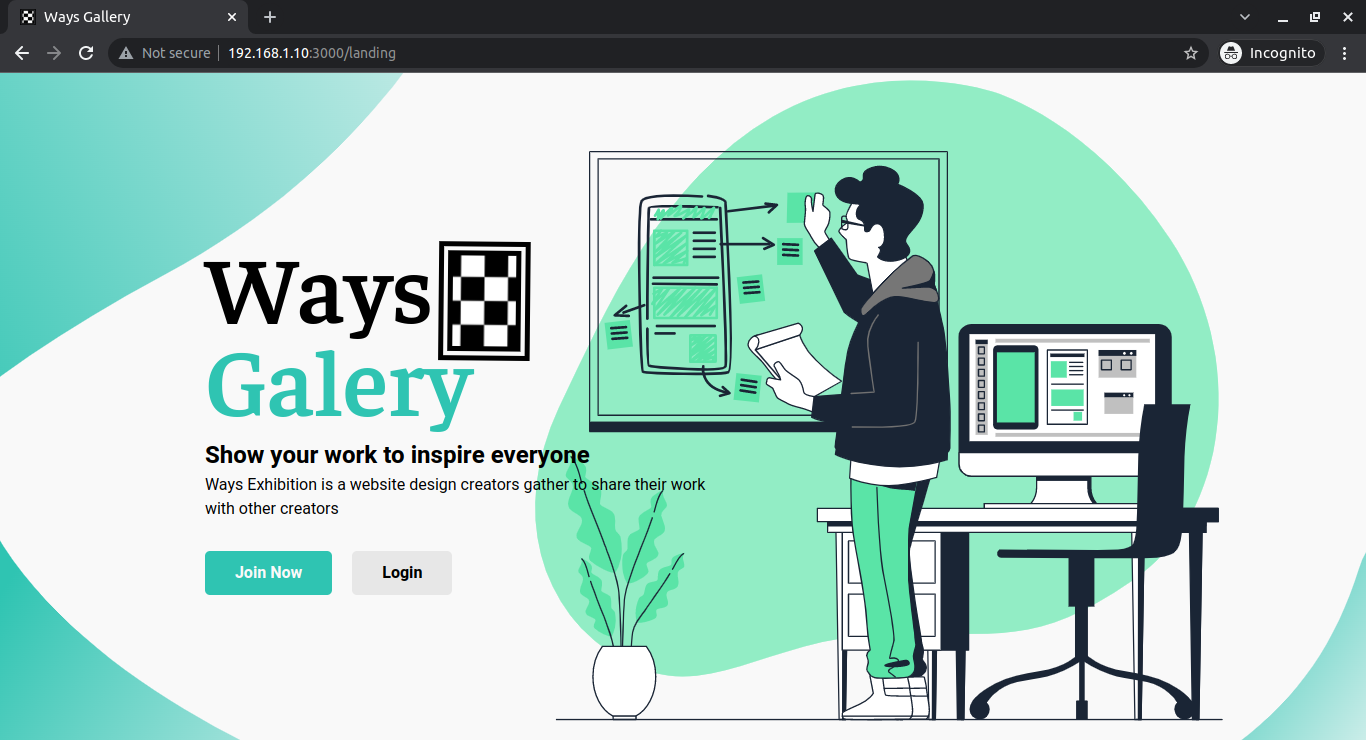 Ways Gallery
Not secure
192.168.1.10:3000/landing
Incognito
Ways
Galery
Show your work to inspire everyone
Ways Exhibition is a website design creators gather to share their work
with other creators
Join Now
Login